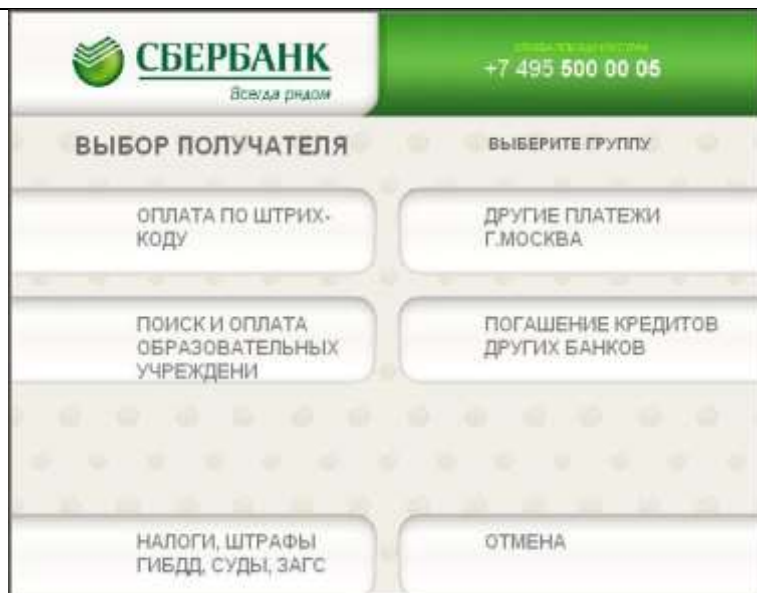 СБЕРБАНК
Всегда рядом
+7 495 500 00 05
ВЫБОР ПОЛУЧАТЕЛЯ
ВЫБЕРИТЕ ГРУППУ
ОПЛАТА ПО ШТРИХ-
КОДУ
ДРУГИЕ ПЛАТЕЖИ
Г.МОСКВА
ПОИСК И ОПЛАТА
ОБРАЗОВАТЕЛЬНЫХ
УЧРЕЖДЕНИ
ПОГАШЕНИЕ КРЕДИТОВ
ДРУГИХ БАНКОВ
НАЛОГИ, ШТРАФЫ
ГИБДД, СУДЫ, ЗАГС
ОТМЕНА